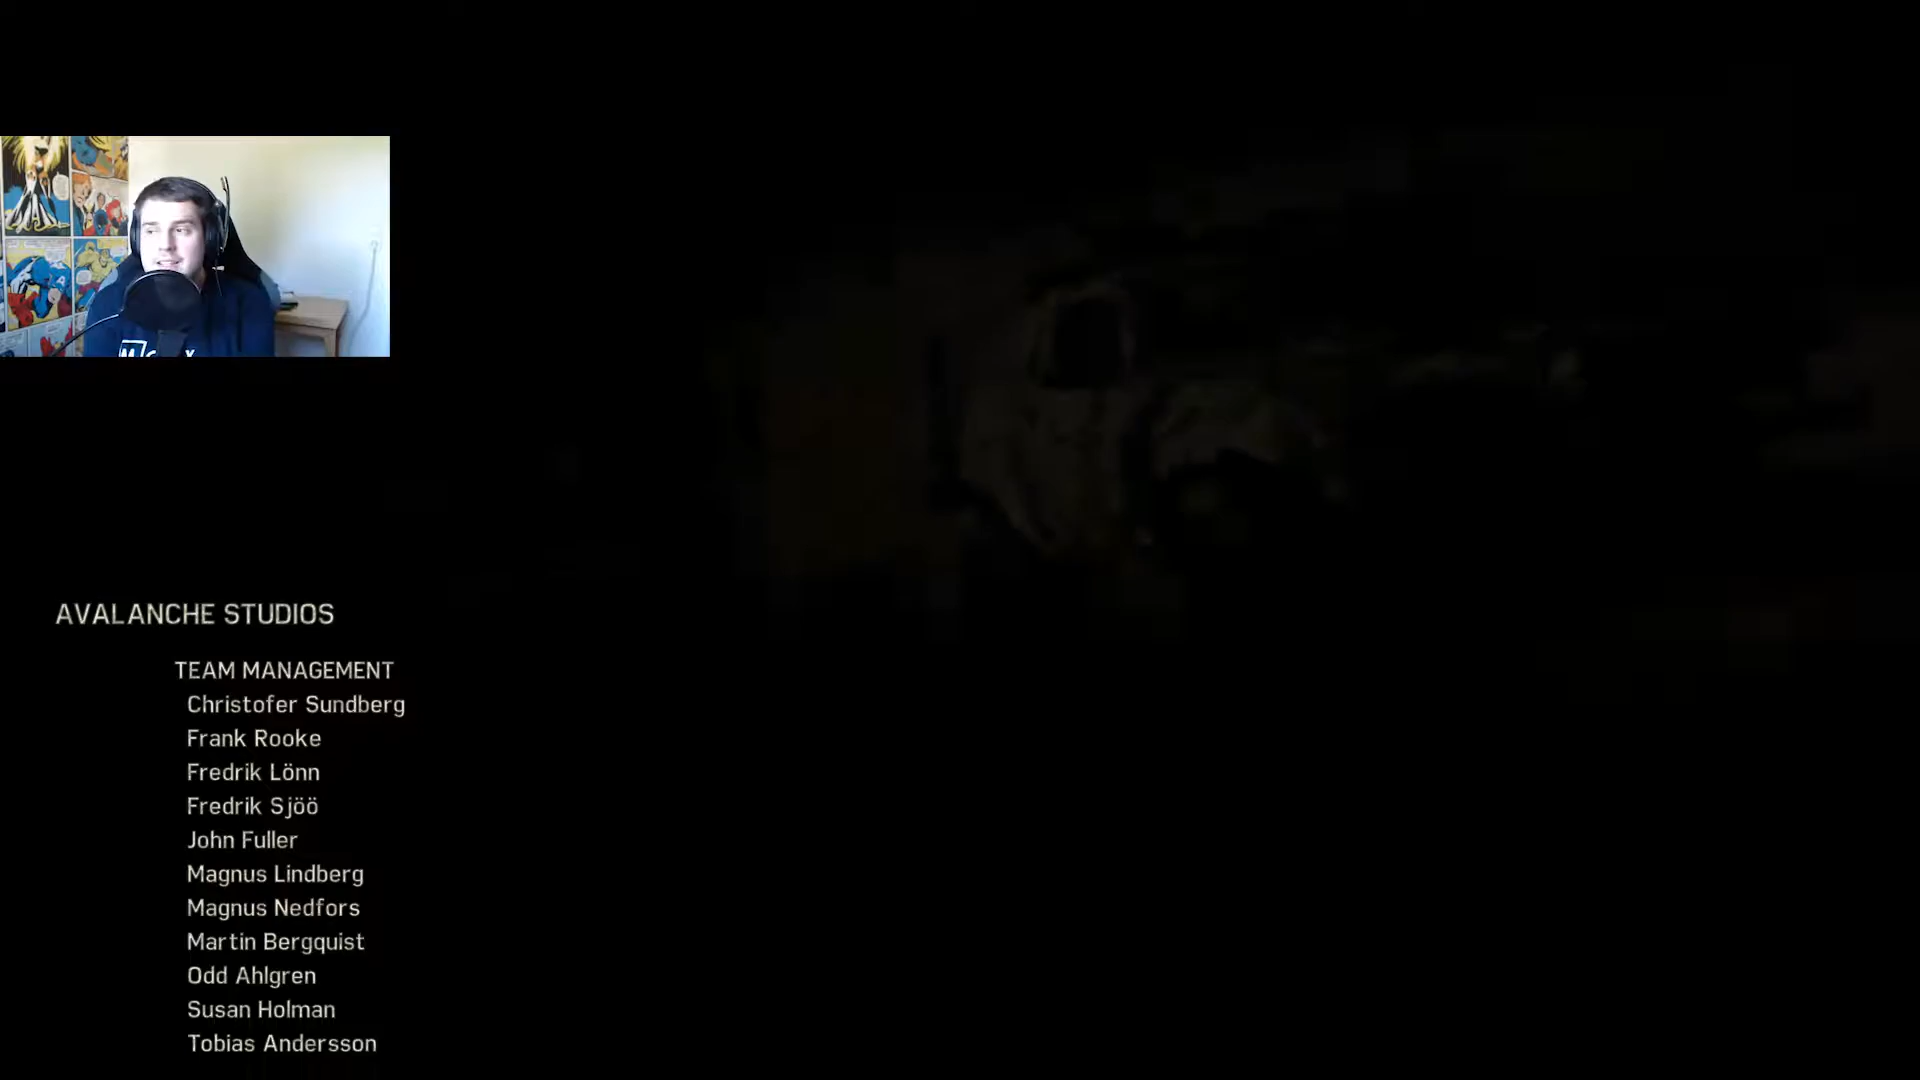 AVALANCHE STUDIOS
TEAM MANAGEMENT
Christofer Sundberg
Frank Rooke
Fredrik Lönn
Fredrik Sjöö
John Fuller
Magnus Lindberg
Magnus Nedfors
Martin Bergquist
Odd Ahlgren
Susan Holman
Tobias Andersson